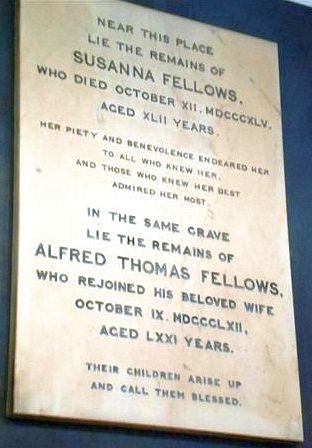 NEAR THIS PLACE
LIE THE REMAINS OF
SUSANNA FELLOWS,
WHO DIED OCTOBER XII. MDCCCXLV,
AGED XLII YEARS.
HER PIETY AND BENEVOLENCE ENDEARED HER
TO ALL WHO KNEW HER,
AND THOSE WHO KNEW HER BEST
ADMIRED HER MOST.
IN THE SAME GRAVE
LIE THE REMAINS OF
ALFRED THOMAS FELLOWS,
WHO REJOINED HIS BELOVED WIFE
OCTOBER IX. MDCCCLXII,
AGED LXXI YEARS.
THEIR CHILDREN ARISE UP
AND CALL THEM BLESSED.